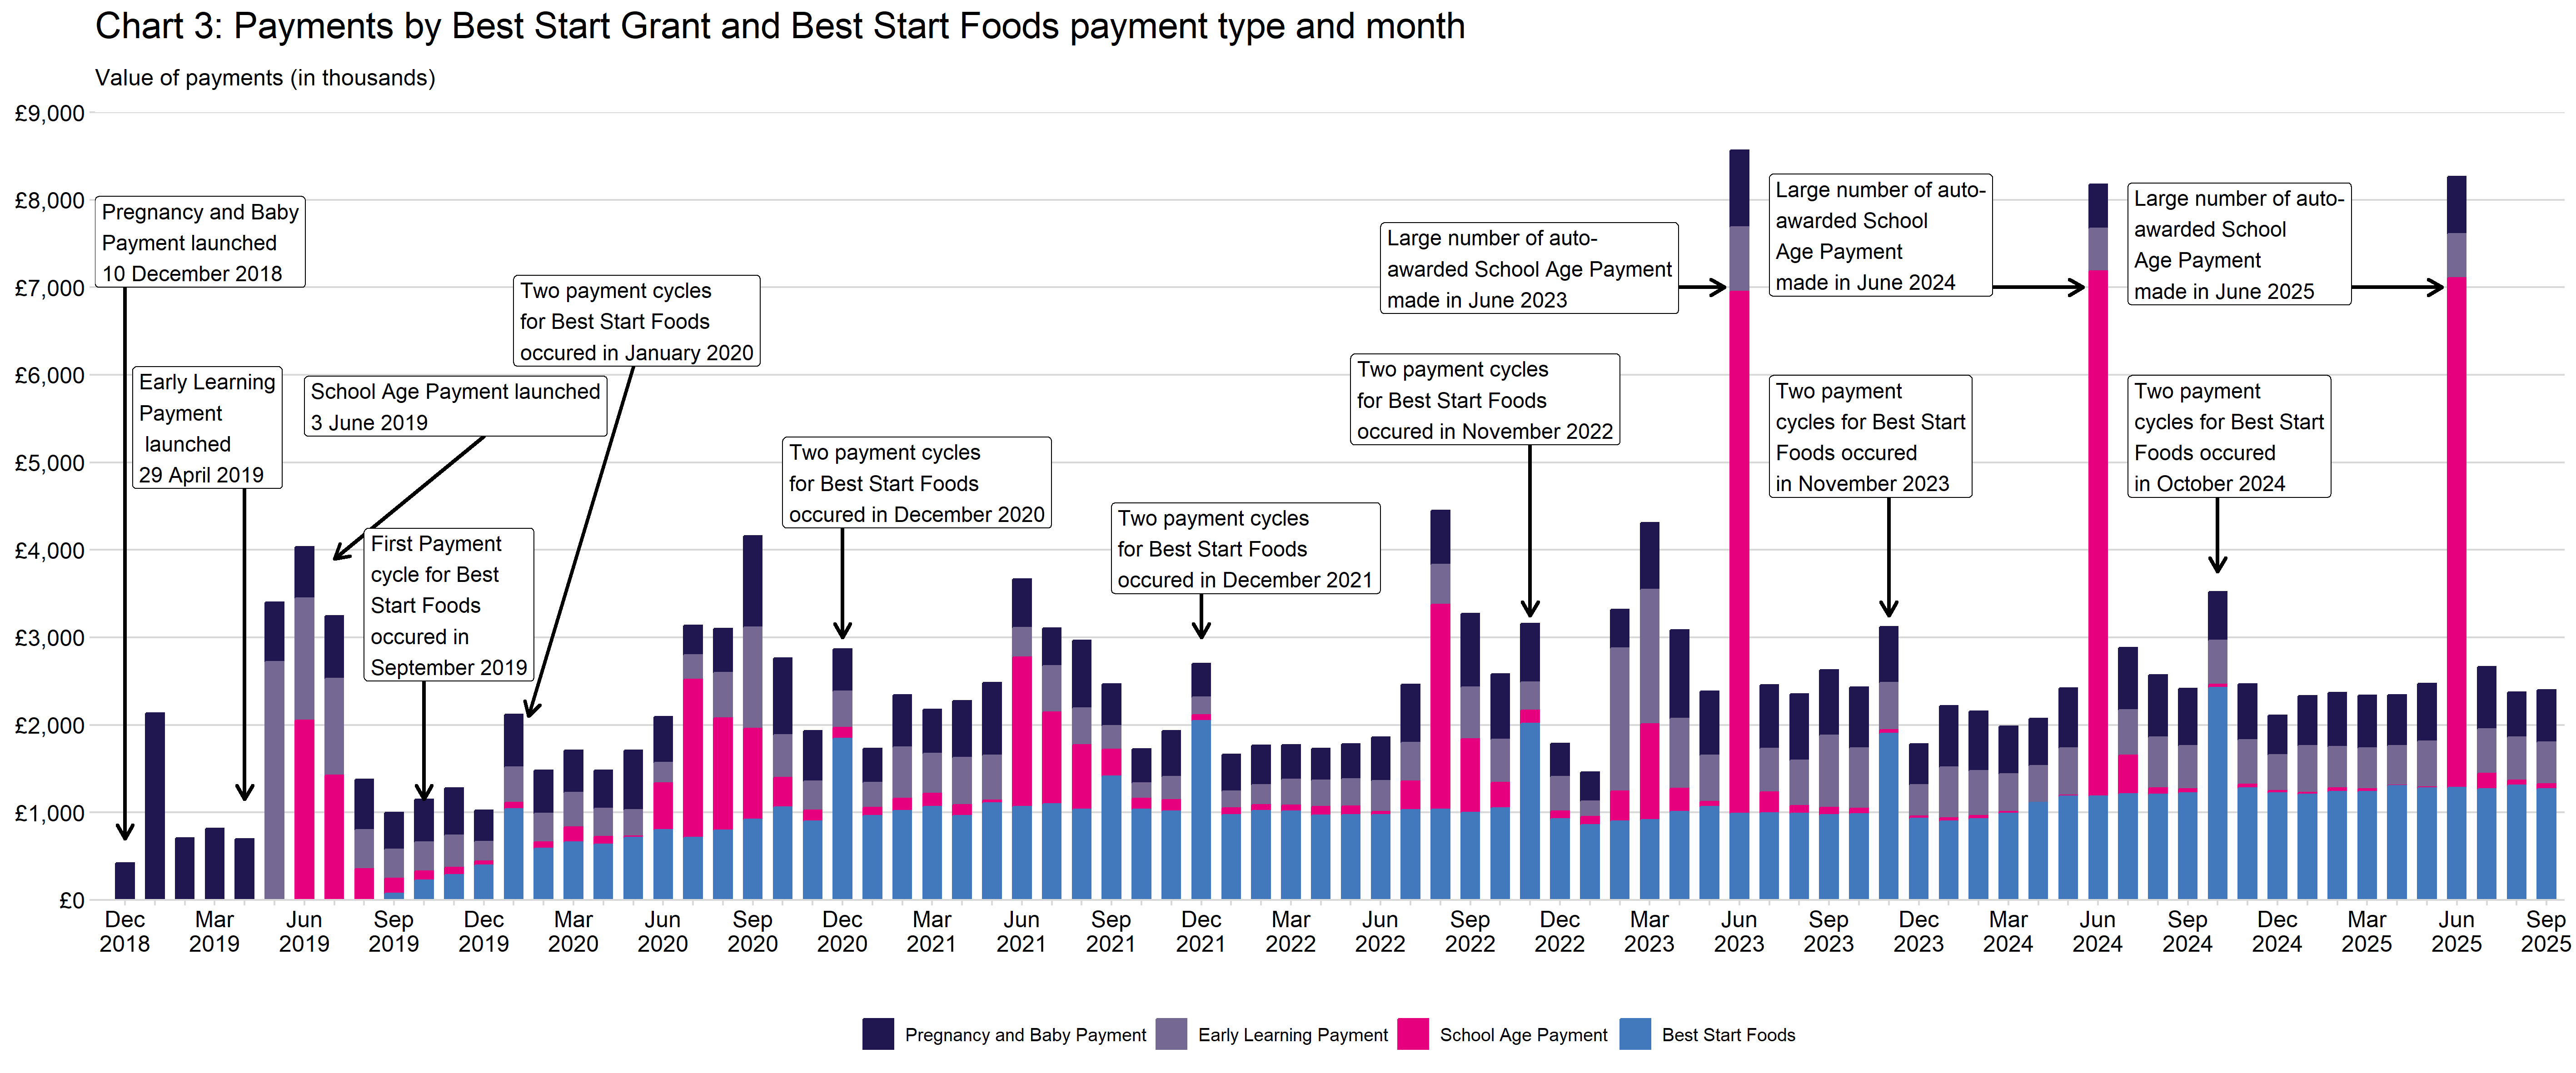 Chart 3: Payments by Best Start Grant and Best Start Foods payment type and month
Value of payments (in thousands)
£9,000
£8,000
£7,000
£6,000
£5,000
£4,000
£3,000
£2,000
£1,000
£0
Pregnancy and Baby
Payment launched
10 December 2018
Early Learning
Payment
launched
29 April 2019
School Age Payment launched
3 June 2019
First Payment
cycle for Best
Start Foods
occured in
September 2019
Two payment cycles
for Best Start Foods
occured in January 2020
Two payment cycles
for Best Start Foods
occured in December 2020
Two payment cycles
for Best Start Foods
occured in December 2021
Two payment cycles
for Best Start Foods
occured in November 2022
Large number of auto-
awarded School Age Payment
made in June 2023
Two payment
cycles for Best Start
Foods occured
in November 2023
Large number of auto-
awarded School
Age Payment
made in June 2024
Two payment
cycles for Best Start
Foods occured
in October 2024
Large number of auto-
awarded School
Age Payment
made in June 2025
Dec Mar Jun Sep Dec Mar Jun Sep Dec Mar Jun Sep Dec Mar Jun Sep Dec Mar Jun Sep Dec Mar Jun Sep Dec Mar Jun Sep
2018 2019 2019 2019 2019 2020 2020 2020 2020 2021 2021 2021 2021 2022 2022 2022 2022 2023 2023 2023 2023 2024 2024 2024 2024 2025 2025 2025
Pregnancy and Baby Payment Early Learning Payment School Age Payment Best Start Foods